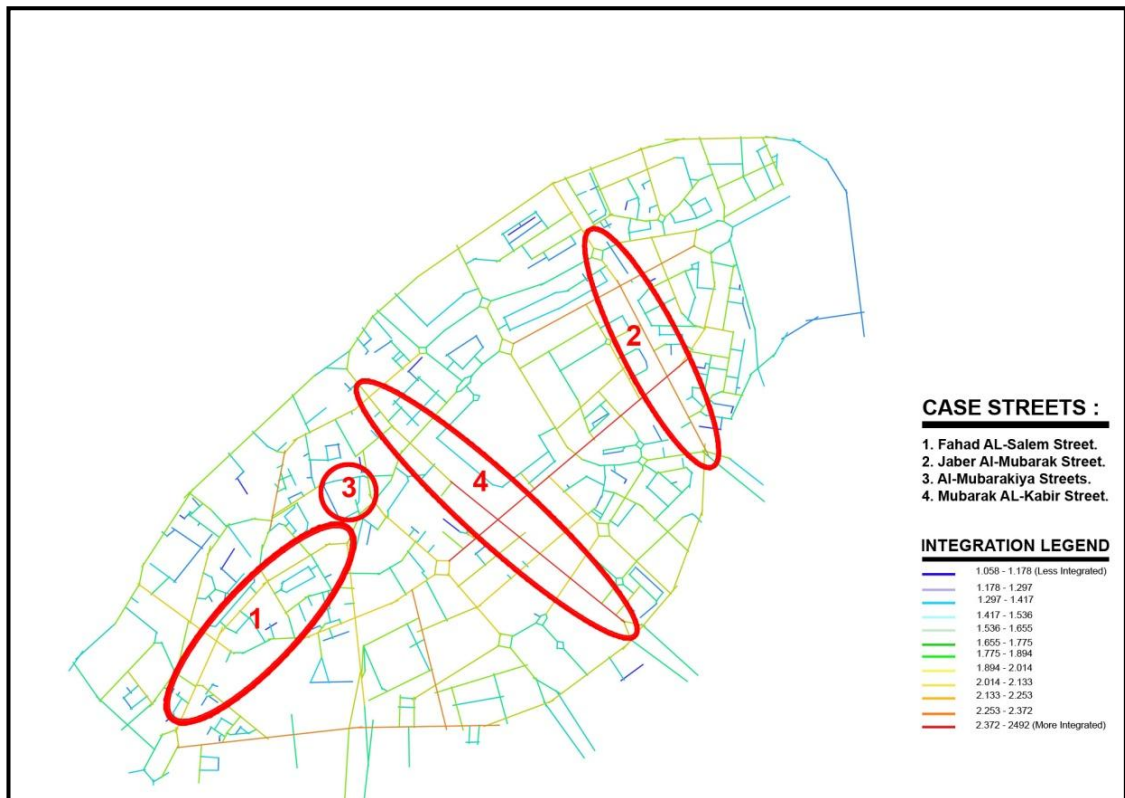 2
4
3
1
CASE STREETS :
1. Fahad AL-Salem Street.
2. Jaber Al-Mubarak Street.
3. Al-Mubarakiya Streets.
4. Mubarak AL-Kabir Street.
INTEGRATION LEGEND
1.058 - 1.178 (Less Integrated)
1.178 - 1.297
1.297 - 1.417
1.417 - 1.536
1.536 - 1.655
1.655 - 1.775
1.775 - 1.894
1.894 - 2.014
2.014 - 2.133
2.133 - 2.253
2.253 - 2.372
2.372 - 2492 (More Integrated)